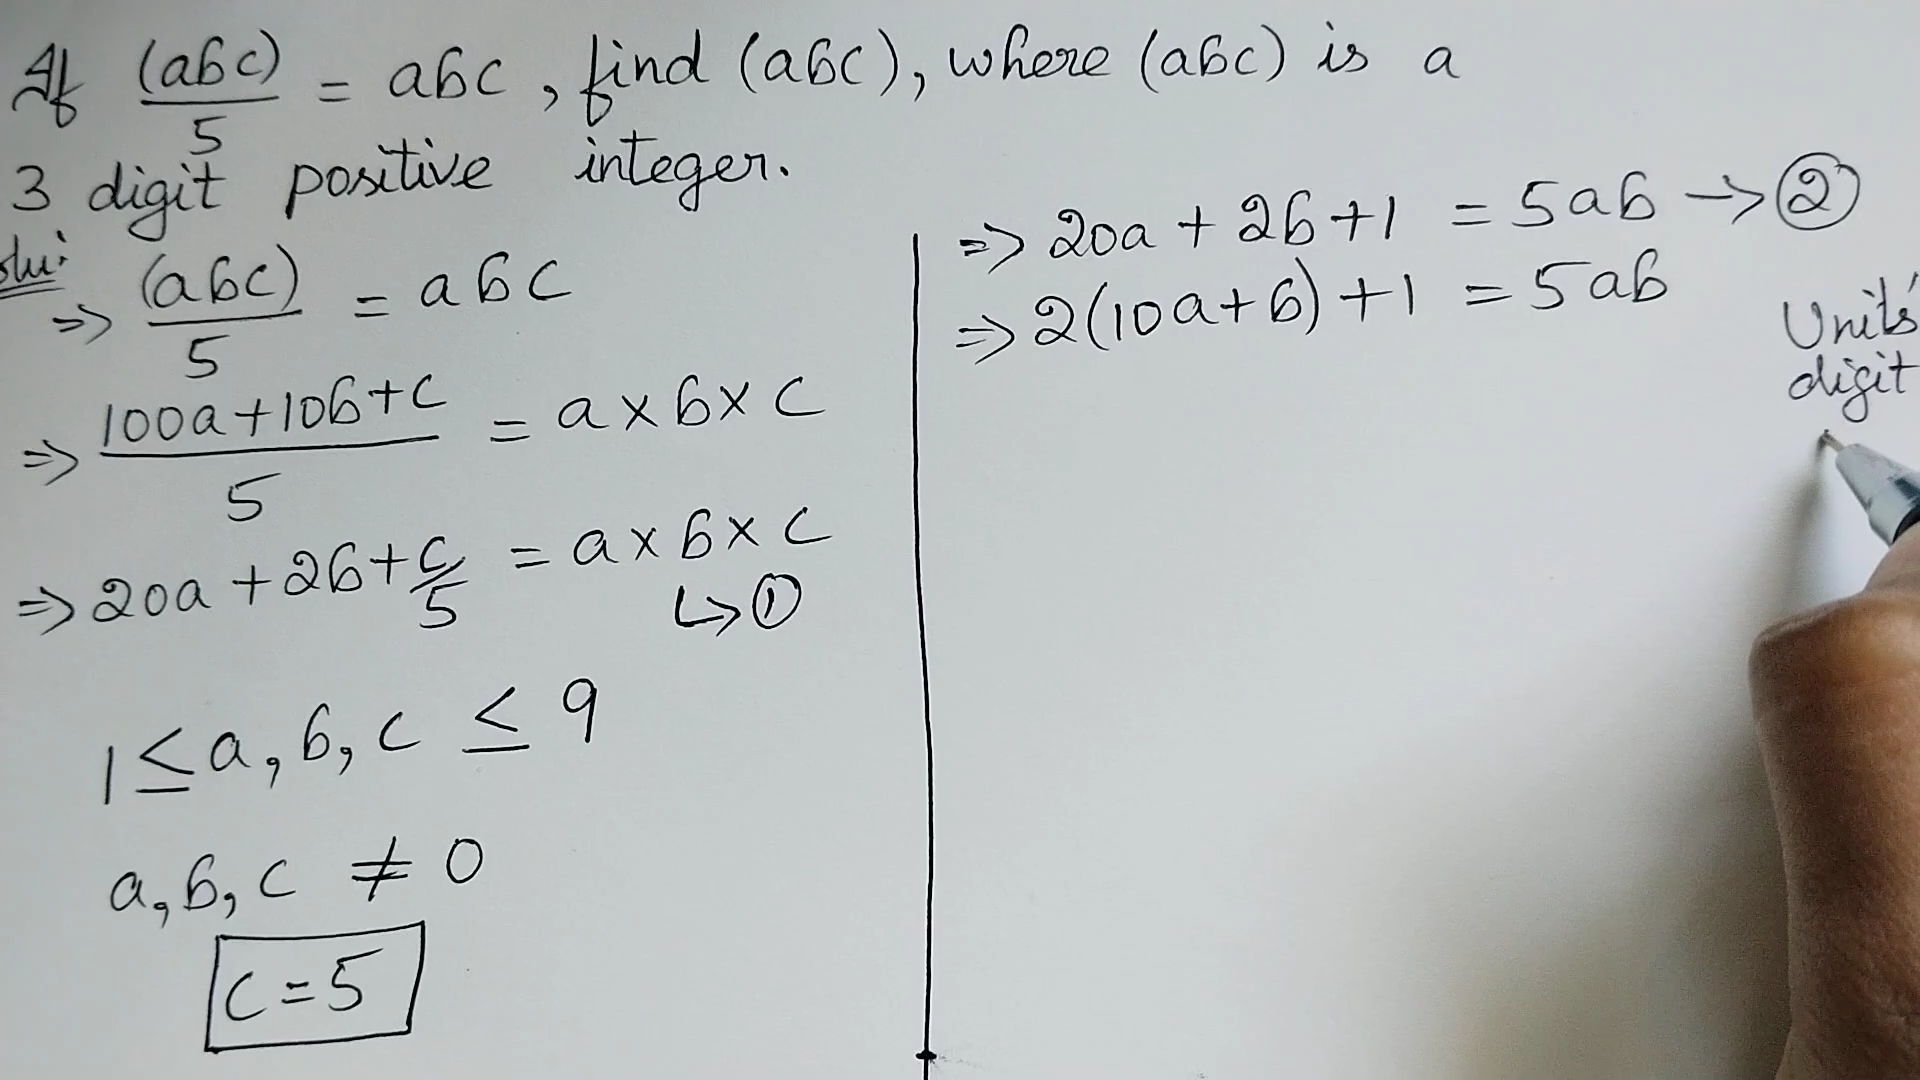 If (abc)/5 = abc, find (abc), where (abc) is a
3 digit positive integer.
⇒ (abc)/5 = abc
⇒ (100a+10b+c)/5 = a×b×c
⇒ 20a + 2b + c/5 = a×b×c
↳ ①
1 ≤ a, b, c ≤ 9
a, b, c ≠ 0
c = 5
⇒ 20a + 2b + 1 = 5ab → ②
⇒ 2(10a+b) + 1 = 5ab
Units'
digit